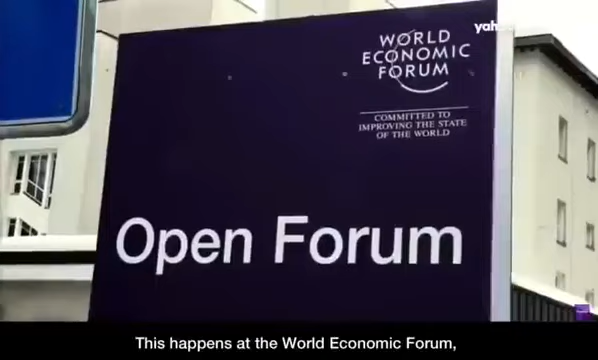 yah
WORLD
ECONOMIC
FORUM
COMMITTED TO
IMPROVING THE STATE
OF THE WORLD
Open Forum
This happens at the World Economic Forum,